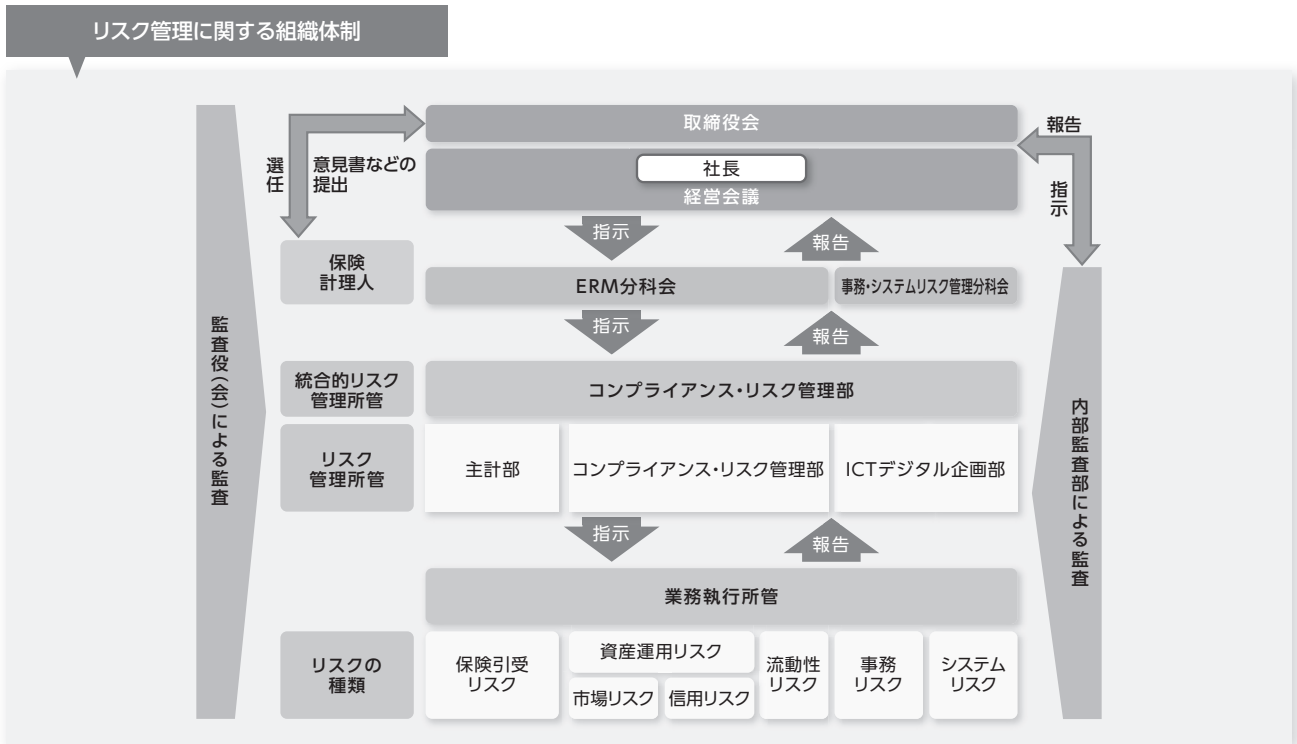 リスク管理に関する組織体制
取締役会
社長
経営会議
選任
意見書などの
提出
報告
指示
指示
報告
保険
計理人
ERM分科会
事務・システムリスク管理分科会
指示
報告
監査役(会)による監査
統合的リスク
管理所管
コンプライアンス・リスク管理部
内部監査部による監査
リスク
管理所管
主計部
コンプライアンス・リスク管理部
ICTデジタル企画部
指示
報告
業務執行所管
リスクの
種類
保険引受
リスク
資産運用リスク
市場リスク
信用リスク
流動性
リスク
事務
リスク
システム
リスク